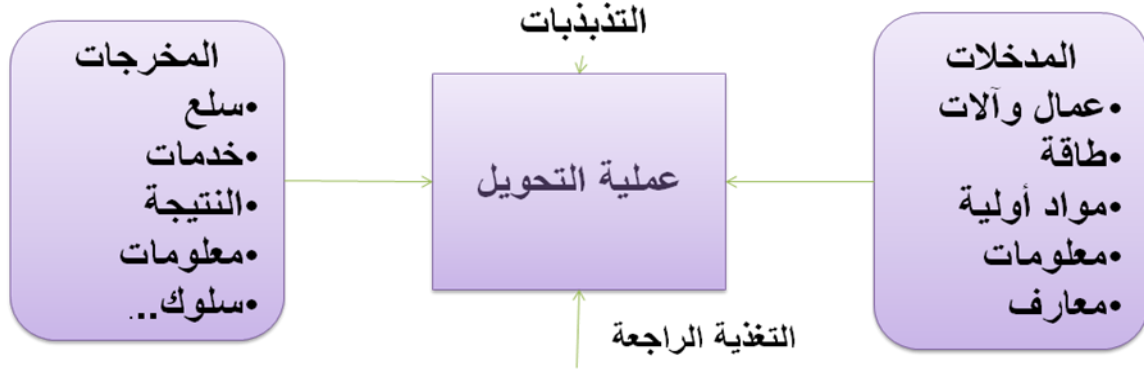 التذبذبات
المدخلات
•عمال وآلات
•طاقة
•مواد أولية
•معلومات
•معارف
عملية التحويل
المخرجات
•سلع
•خدمات
•النتيجة
•معلومات
•سلوك...
التغذية الراجعة